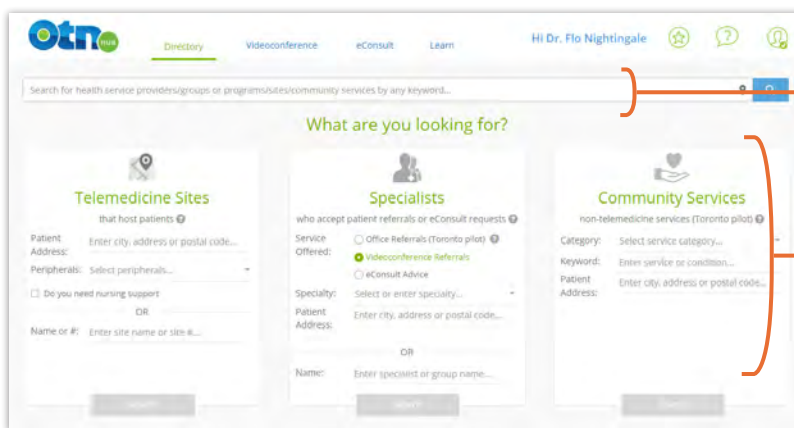 otn hub
Directory Videoconference eConsult Learn Hi Dr. Flo Nightingale
Search for health service providers/groups or programs/sites/community services by any keyword...
What are you looking for?
Telemedicine Sites
that host patients
Patient Address: Enter city, address or postal code...
Peripherals: Select peripherals...
Do you need nursing support
OR
Name or #: Enter site name or site #...
Specialists
who accept patient referrals or eConsult requests
Service Offered: Office Referrals (Toronto pilot)
Videoconference Referrals
eConsult Advice
Specialty: Select or enter specialty...
Patient Address: Enter city, address or postal code...
OR
Name: Enter specialist or group name...
Community Services
non-telemedicine services (Toronto pilot)
Category: Select service category...
Keyword: Enter service or condition...
Patient Address: Enter city, address or postal code...